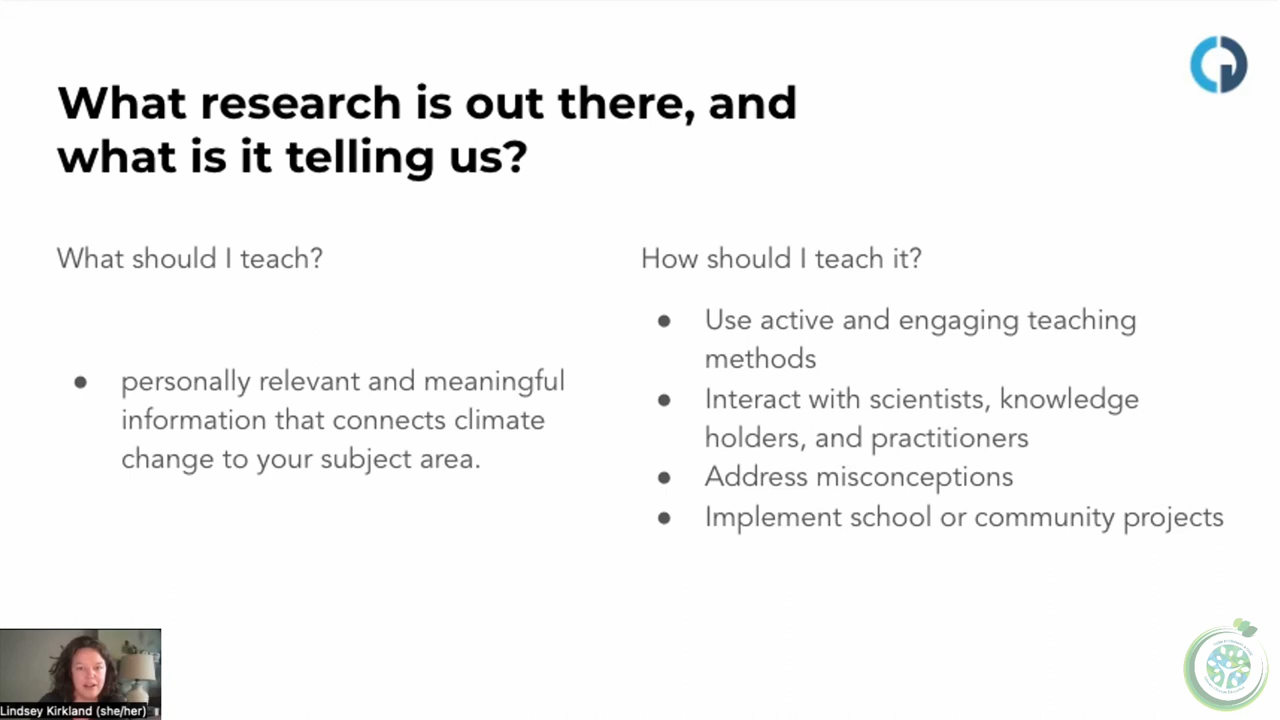 What research is out there, and
what is it telling us?
What should I teach?
● personally relevant and meaningful
information that connects climate
change to your subject area.
How should I teach it?
● Use active and engaging teaching
methods
● Interact with scientists, knowledge
holders, and practitioners
● Address misconceptions
● Implement school or community projects
Lindsey Kirkland (she/her)